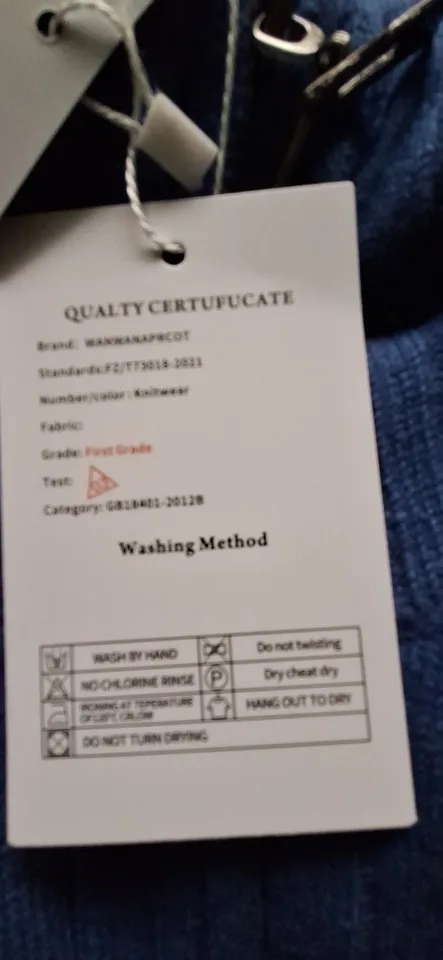 QUALTY CERTUFUCATE
Brand: WANWANAPRCOT
Standards:FZ/T73018-2021
Number/color: Knitwear
Fabric:
Grade: First Grade
Test:
Category: GB18401-2012B
Washing Method
WASH BY HAND
Do not twisting
NO CHLORINE RINSE
P
Dry cheat dry
IRONING AT
HANG OUT TO DRY
DO NOT TURN DRYING